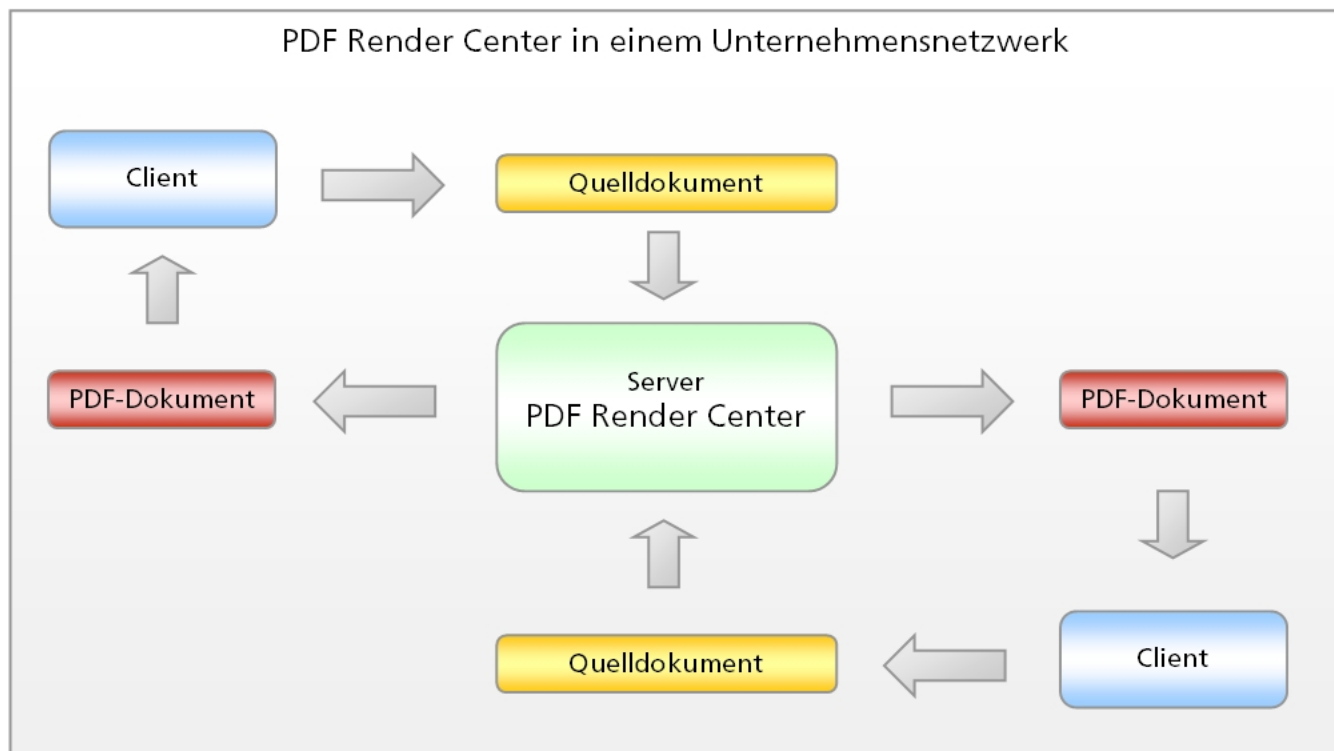 PDF Render Center in einem Unternehmensnetzwerk
Client
Quelldokument
PDF-Dokument
Server
PDF Render Center
PDF-Dokument
Quelldokument
Client